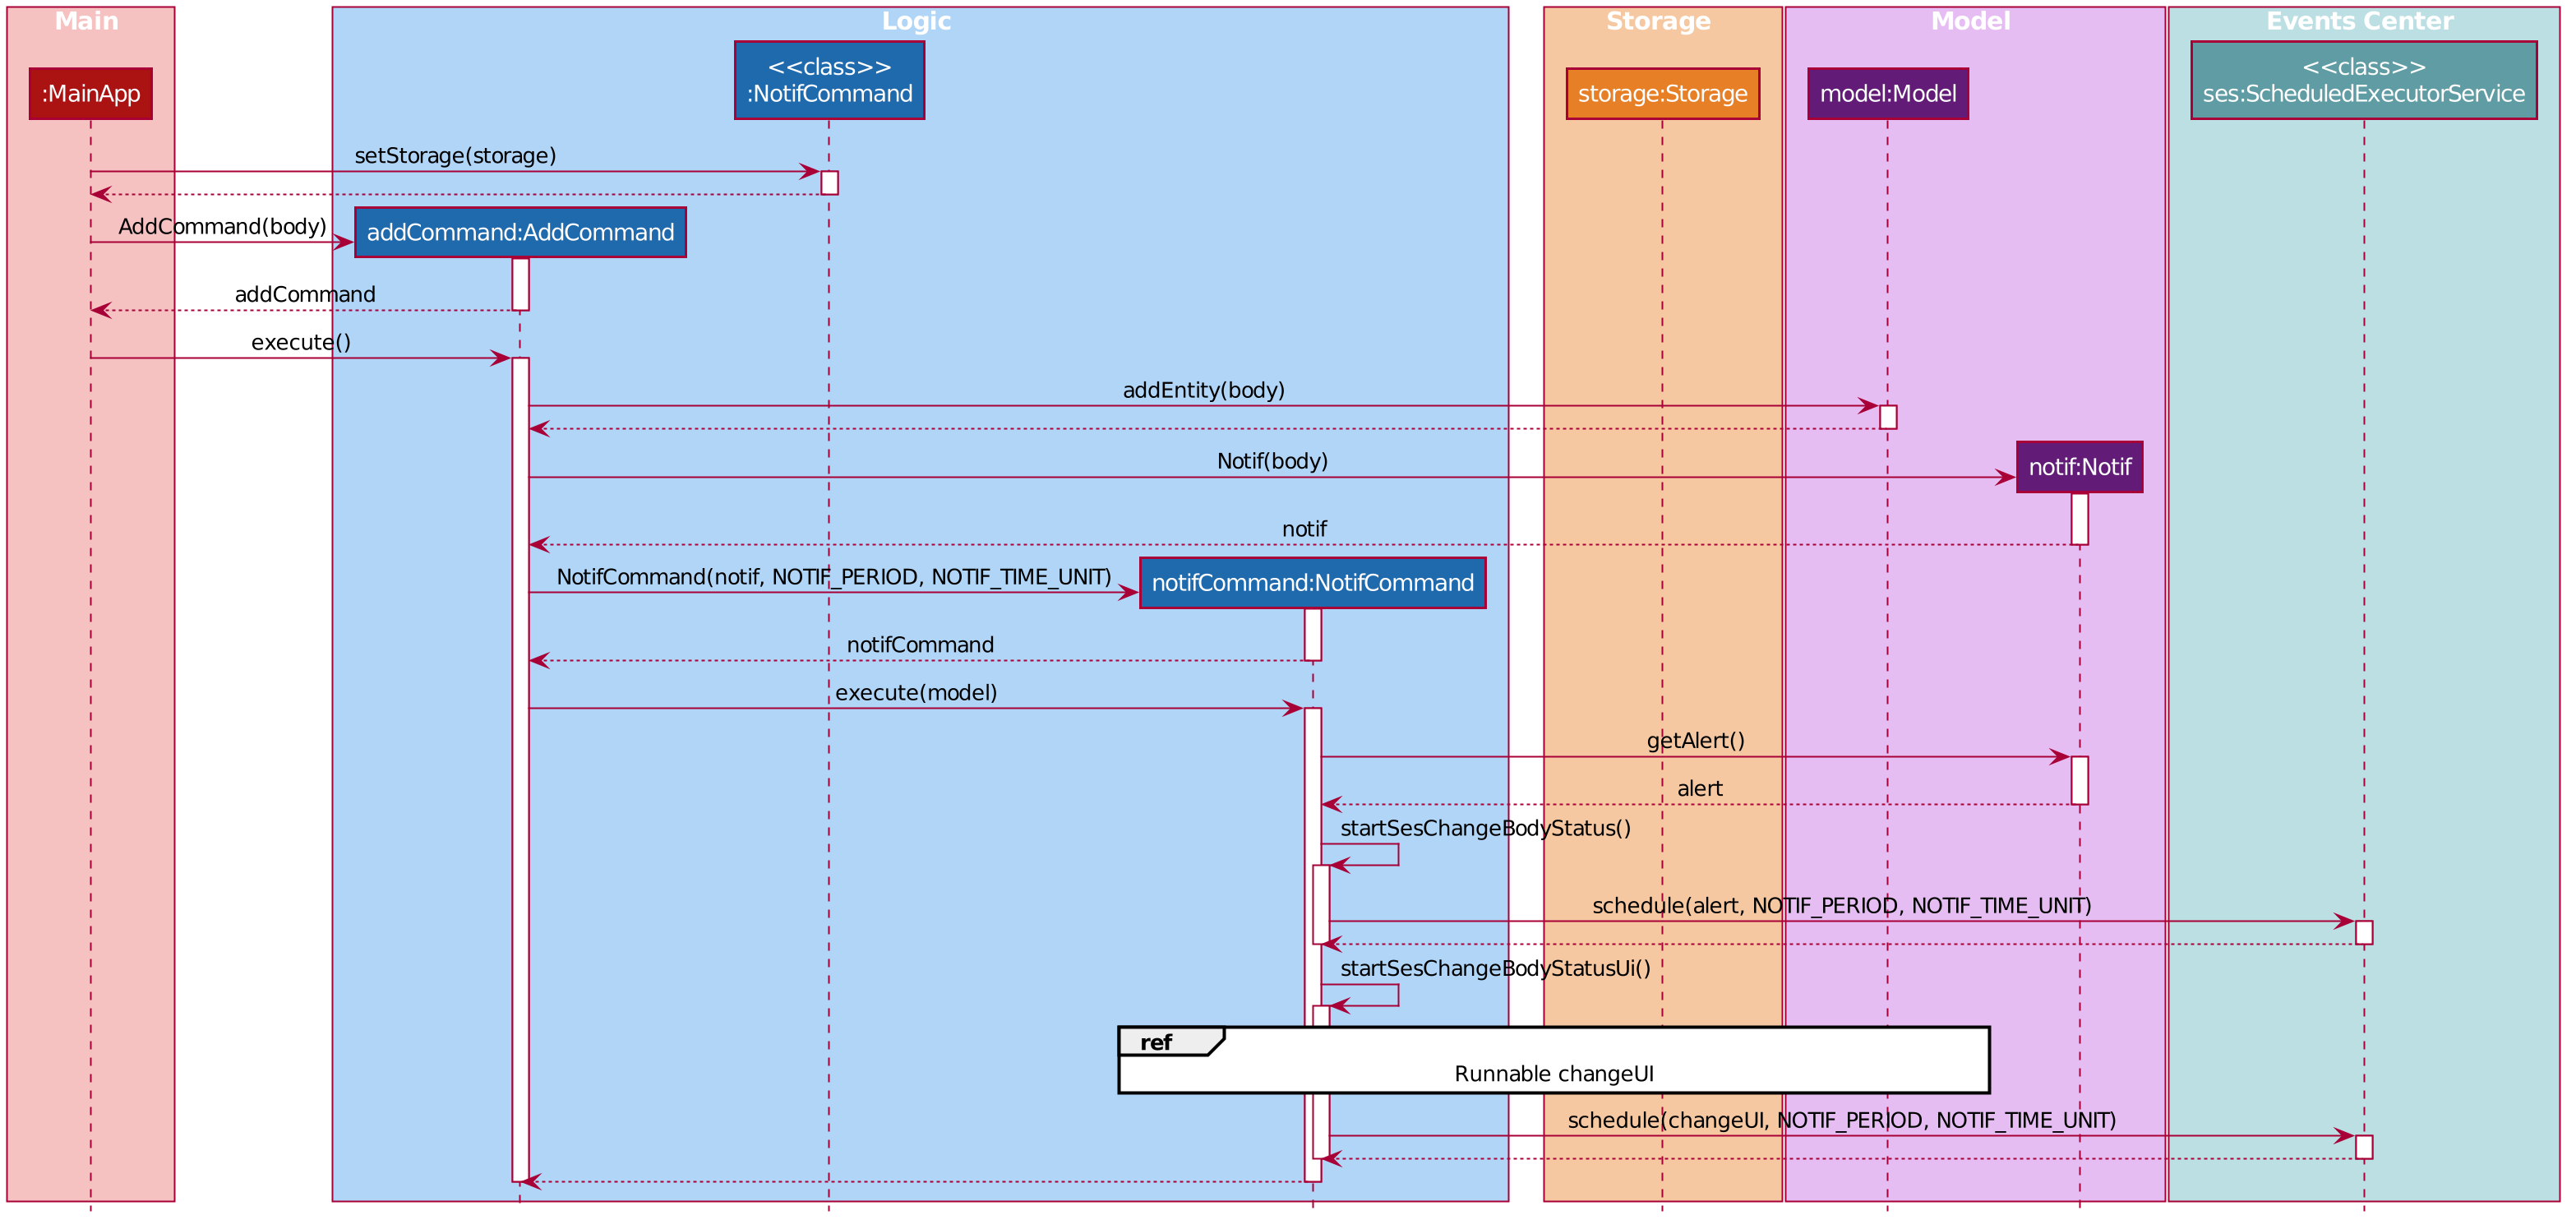 Main
Logic
Storage
Model
Events Center
:MainApp
<<class>>
:NotifCommand
storage:Storage
model:Model
<<class>>
ses:ScheduledExecutorService
setStorage(storage)
AddCommand(body)
addCommand:AddCommand
addCommand
execute()
addEntity(body)
Notif(body)
notif:Notif
notif
NotifCommand(notif, NOTIF_PERIOD, NOTIF_TIME_UNIT)
notifCommand:NotifCommand
notifCommand
execute(model)
getAlert()
alert
startSesChangeBodyStatus()
schedule(alert, NOTIF_PERIOD, NOTIF_TIME_UNIT)
startSesChangeBodyStatusUi()
ref
Runnable changeUI
schedule(changeUI, NOTIF_PERIOD, NOTIF_TIME_UNIT)